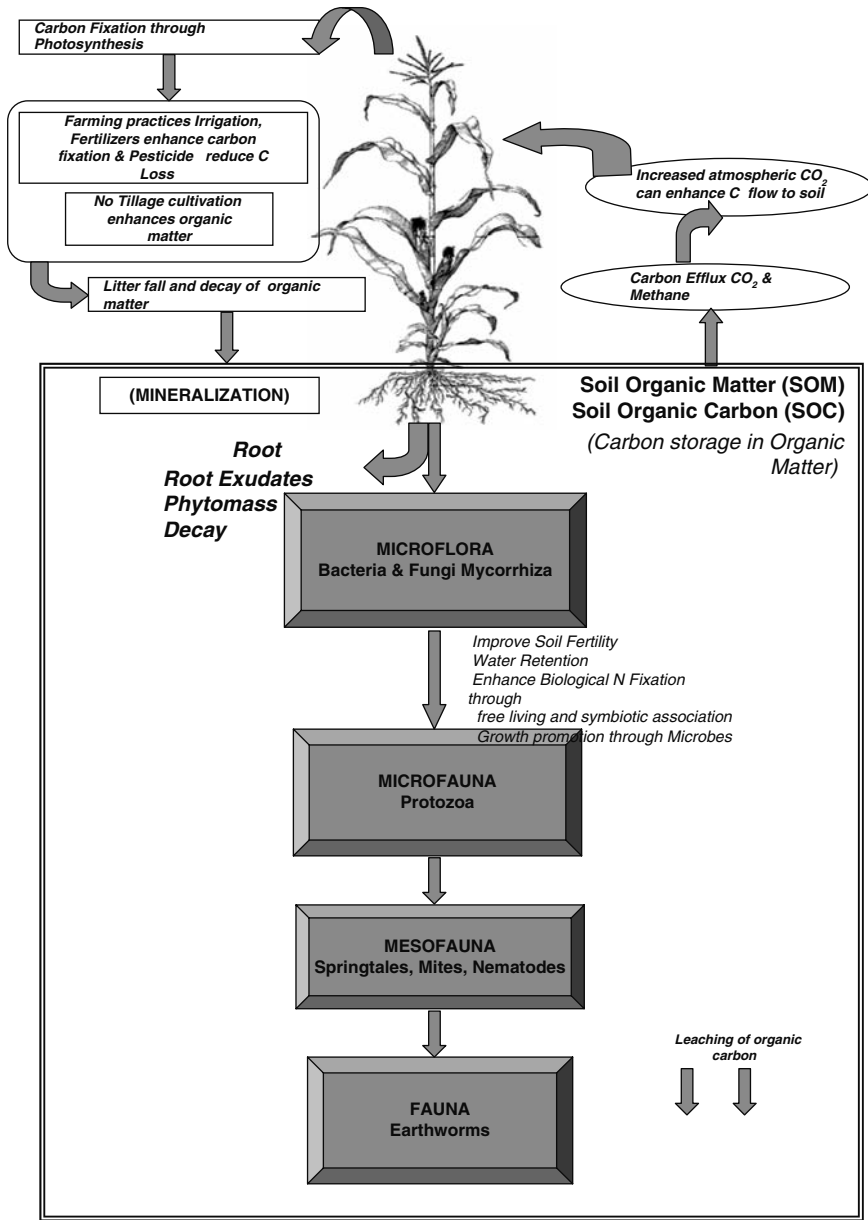 Carbon Fixation through
Photosynthesis
Farming practices Irrigation,
Fertilizers enhance carbon
fixation & Pesticide reduce C
Loss
No Tillage cultivation
enhances organic
matter
Litter fall and decay of organic
matter
Increased atmospheric CO2
can enhance C flow to soil
Carbon Efflux CO2 &
Methane
(MINERALIZATION)
Soil Organic Matter (SOM)
Soil Organic Carbon (SOC)
(Carbon storage in Organic
Matter)
Root
Root Exudates
Phytomass
Decay
MICROFLORA
Bacteria & Fungi Mycorrhiza
Improve Soil Fertility
Water Retention
Enhance Biological N Fixation
through
free living and symbiotic association
Growth promotion through Microbes
MICROFAUNA
Protozoa
MESOFAUNA
Springtales, Mites, Nematodes
Leaching of organic
carbon
FAUNA
Earthworms